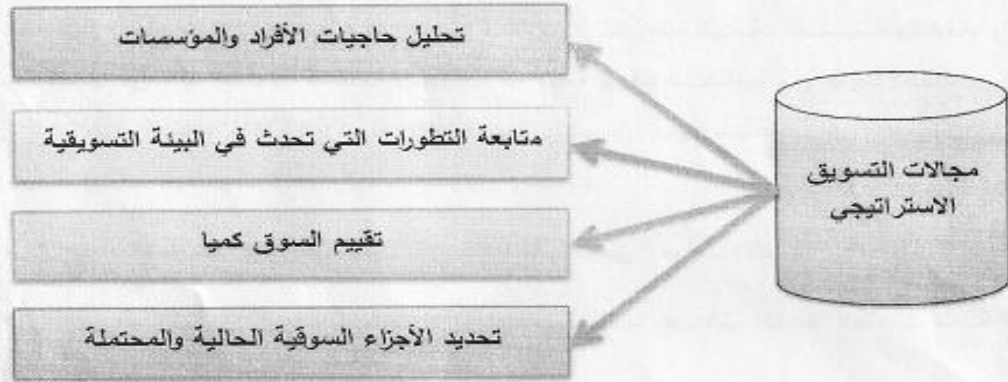 مجالات التسويق
الاستراتيجي
تحليل حاجيات الأفراد والمؤسسات
متابعة التطورات التي تحدث في البيئة التسويقية
تقييم السوق كميا
تحديد الأجزاء السوقية الحالية والمحتملة